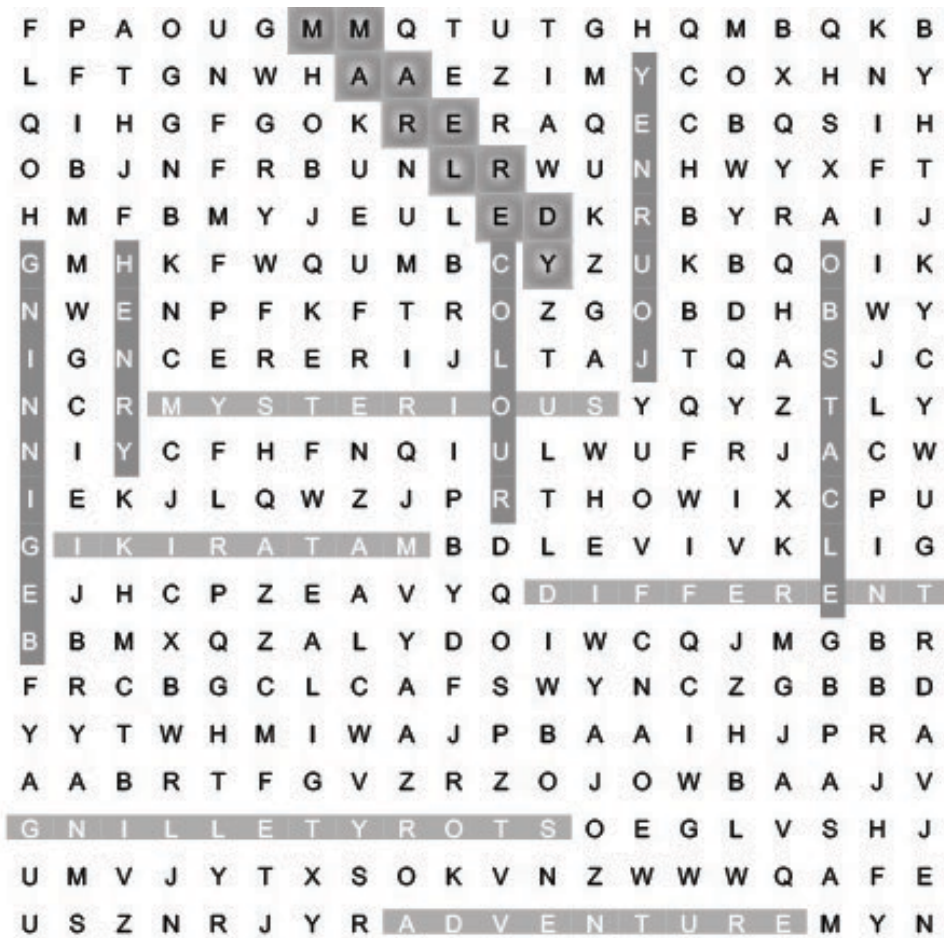 F P A O U G M M Q T U T G H Q M B Q K B
L F T G N W H A A E Z I M Y C O X H N Y
Q I H G F G O K R E R A Q E C B Q S I H
O B J N F R B U N L R W U N H W Y X F T
H M F B M Y J E U L E D K R B Y R A I J
G M H K F W Q U M B C Y Z U K B Q O I K
N W E N P F K F T R O Z G O B D H B W Y
I G N C E R E R I J L T A J T Q A S J C
N C R M Y S T E R I O U S Y Q Y Z T L Y
N I Y C F H F N Q I U L W U F R J A C W
I E K J L Q W Z J P R T H O W I X C P U
G I K I R A T A M B D L E V I V K L I G
E J H C P Z E A V Y Q D I F F E R E N T
B B M X Q Z A L Y D O I W C Q J M G B R
F R C B G C L C A F S W Y N C Z G B B D
Y Y T W H M I W A J P B A A I H J P R A
A A B R T F G V Z R Z O J O W B A A J V
G N I L L E T Y R O T S O E G L V S H J
U M V J Y T X S O K V N Z W W W Q A F E
U S Z N R J Y R A D V E N T U R E M Y N